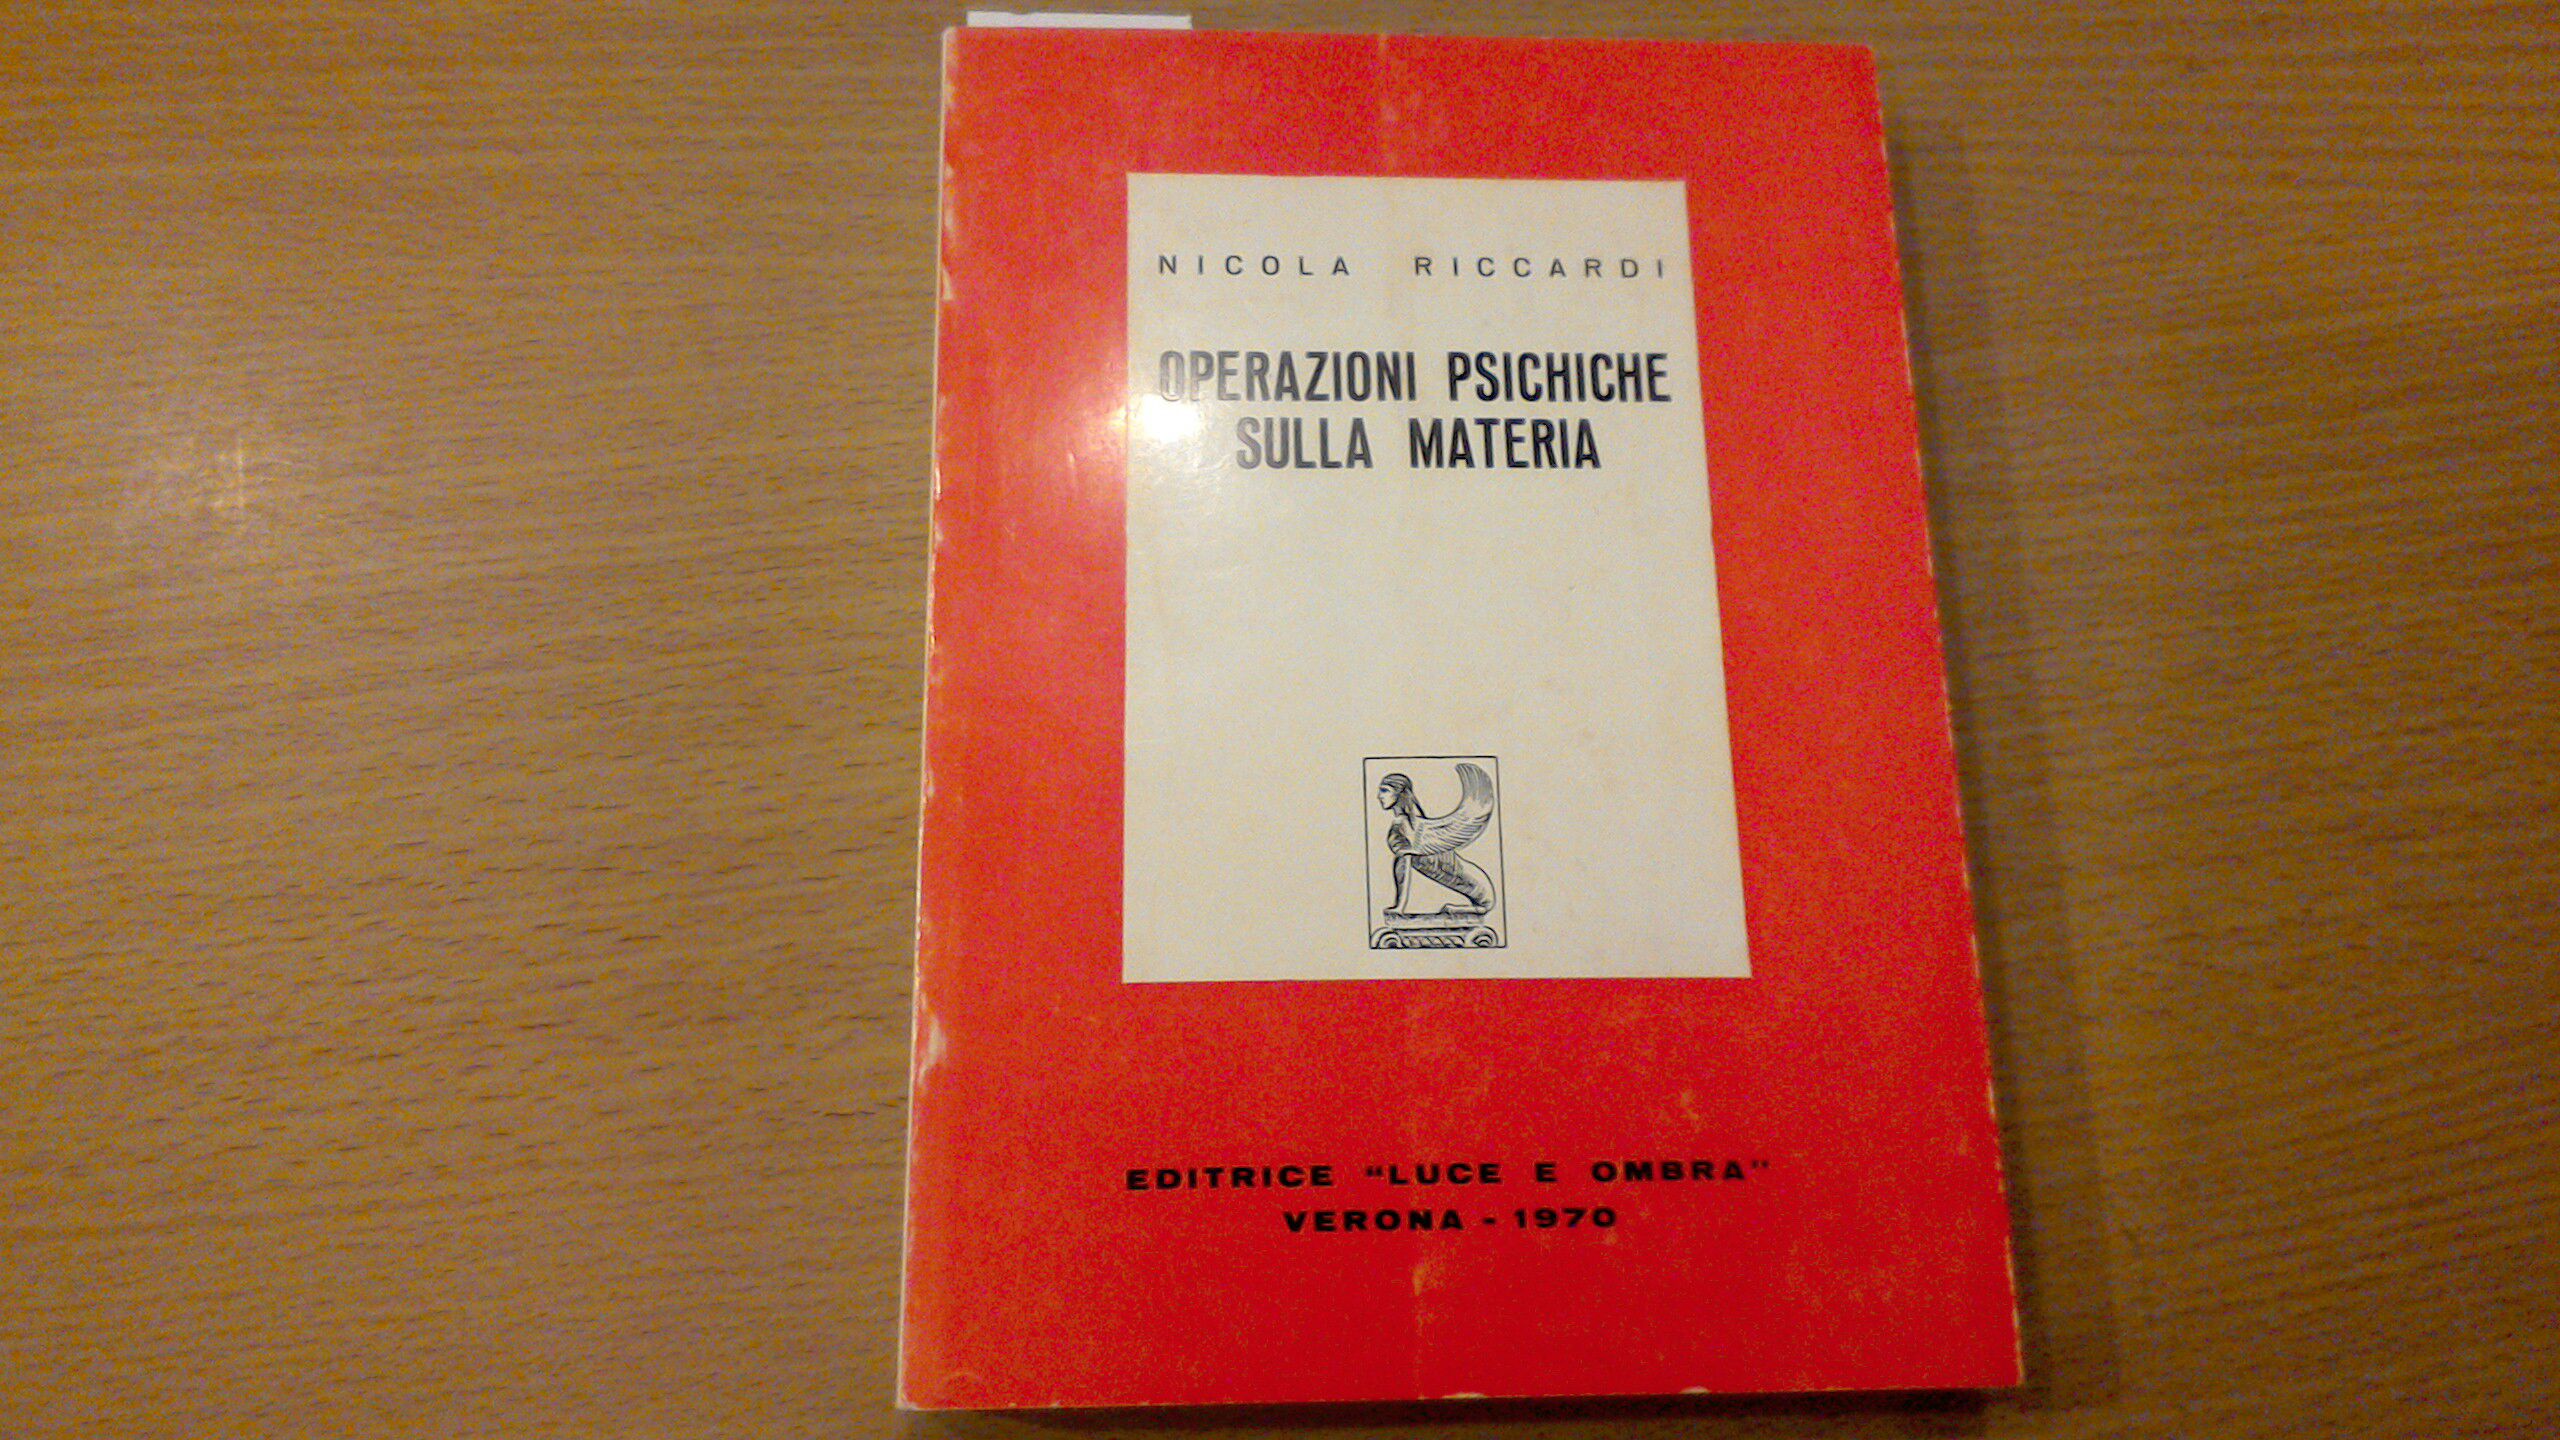 NICOLA RICCARDI
OPERAZIONI PSICHICHE
SULLA MATERIA
EDITRICE "LUCE E OMBRA"
VERONA - 1970